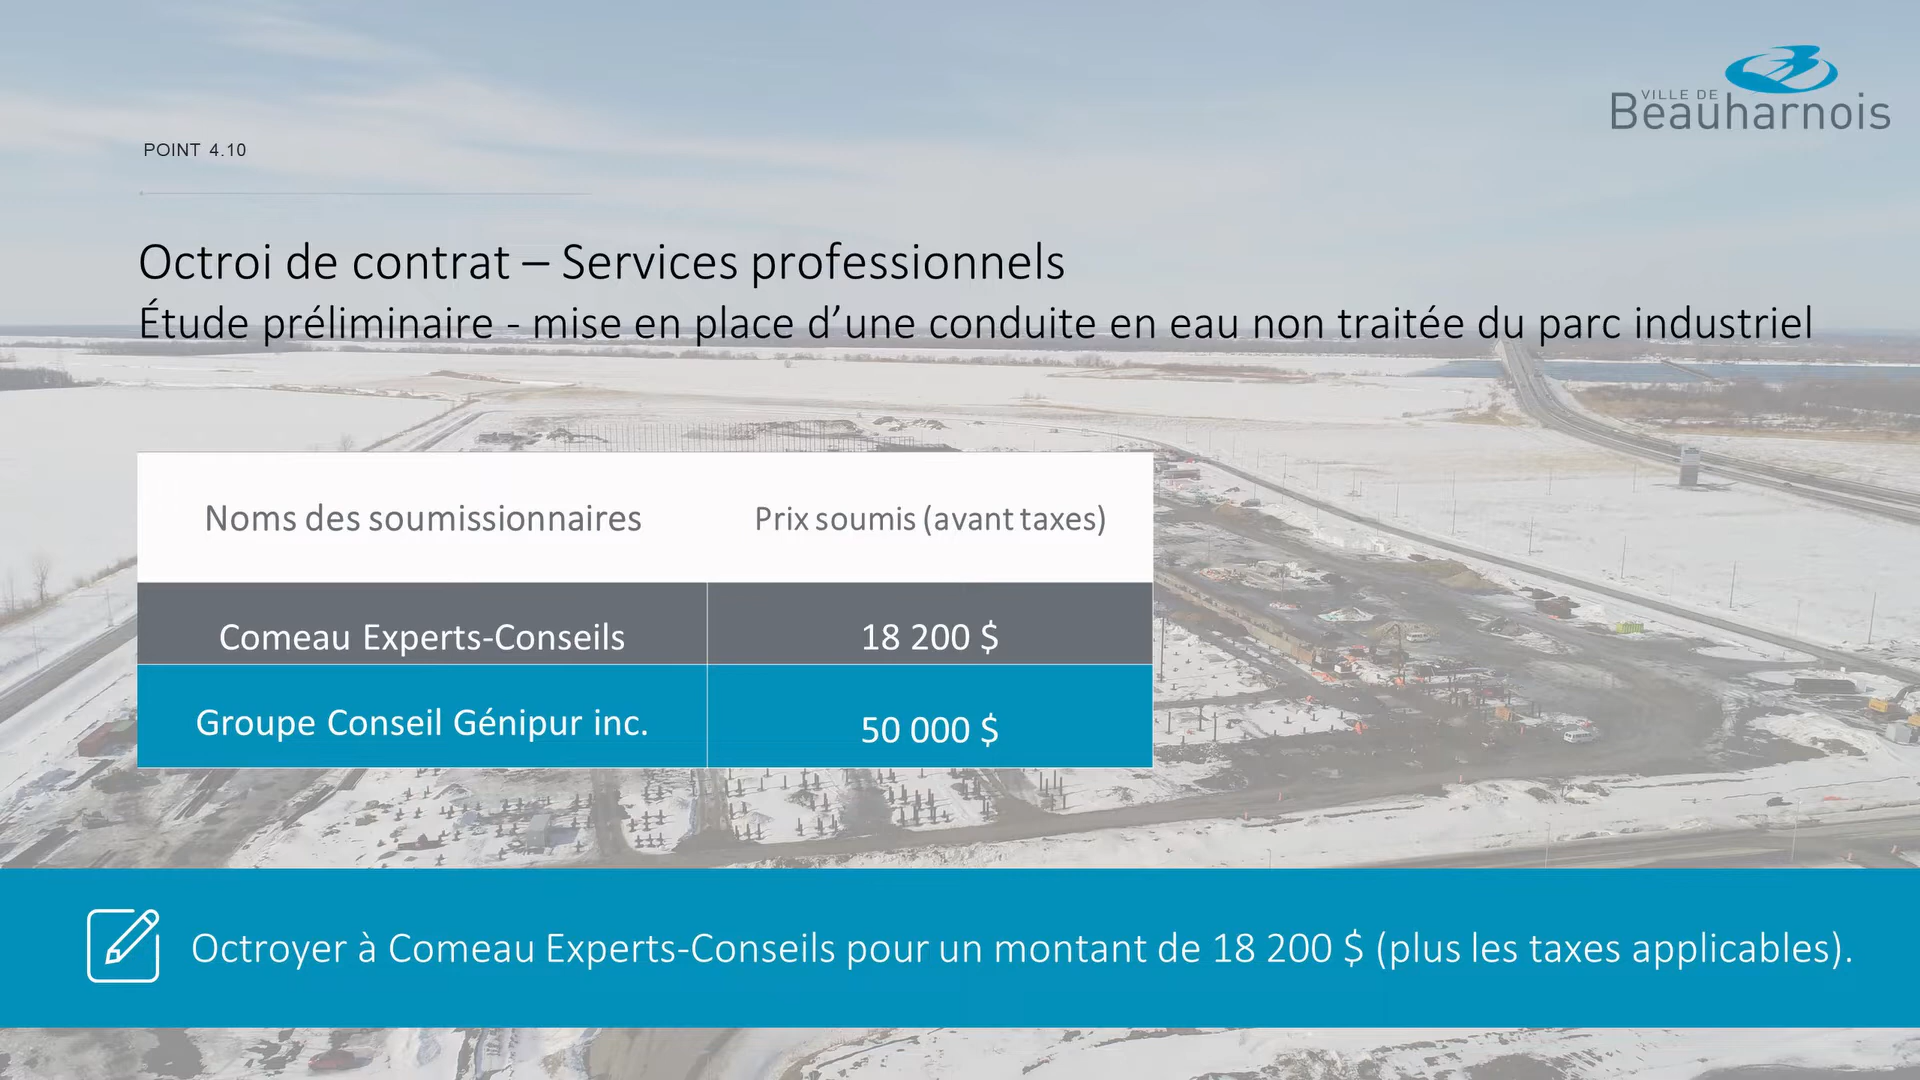 VILLE DE
Beauharnois
POINT 4.10
Octroi de contrat – Services professionnels
Étude préliminaire - mise en place d’une conduite en eau non traitée du parc industriel
Noms des soumissionnaires Prix soumis (avant taxes)
Comeau Experts-Conseils 18 200 $
Groupe Conseil Génipur inc. 50 000 $
Octroyer à Comeau Experts-Conseils pour un montant de 18 200 $ (plus les taxes applicables).